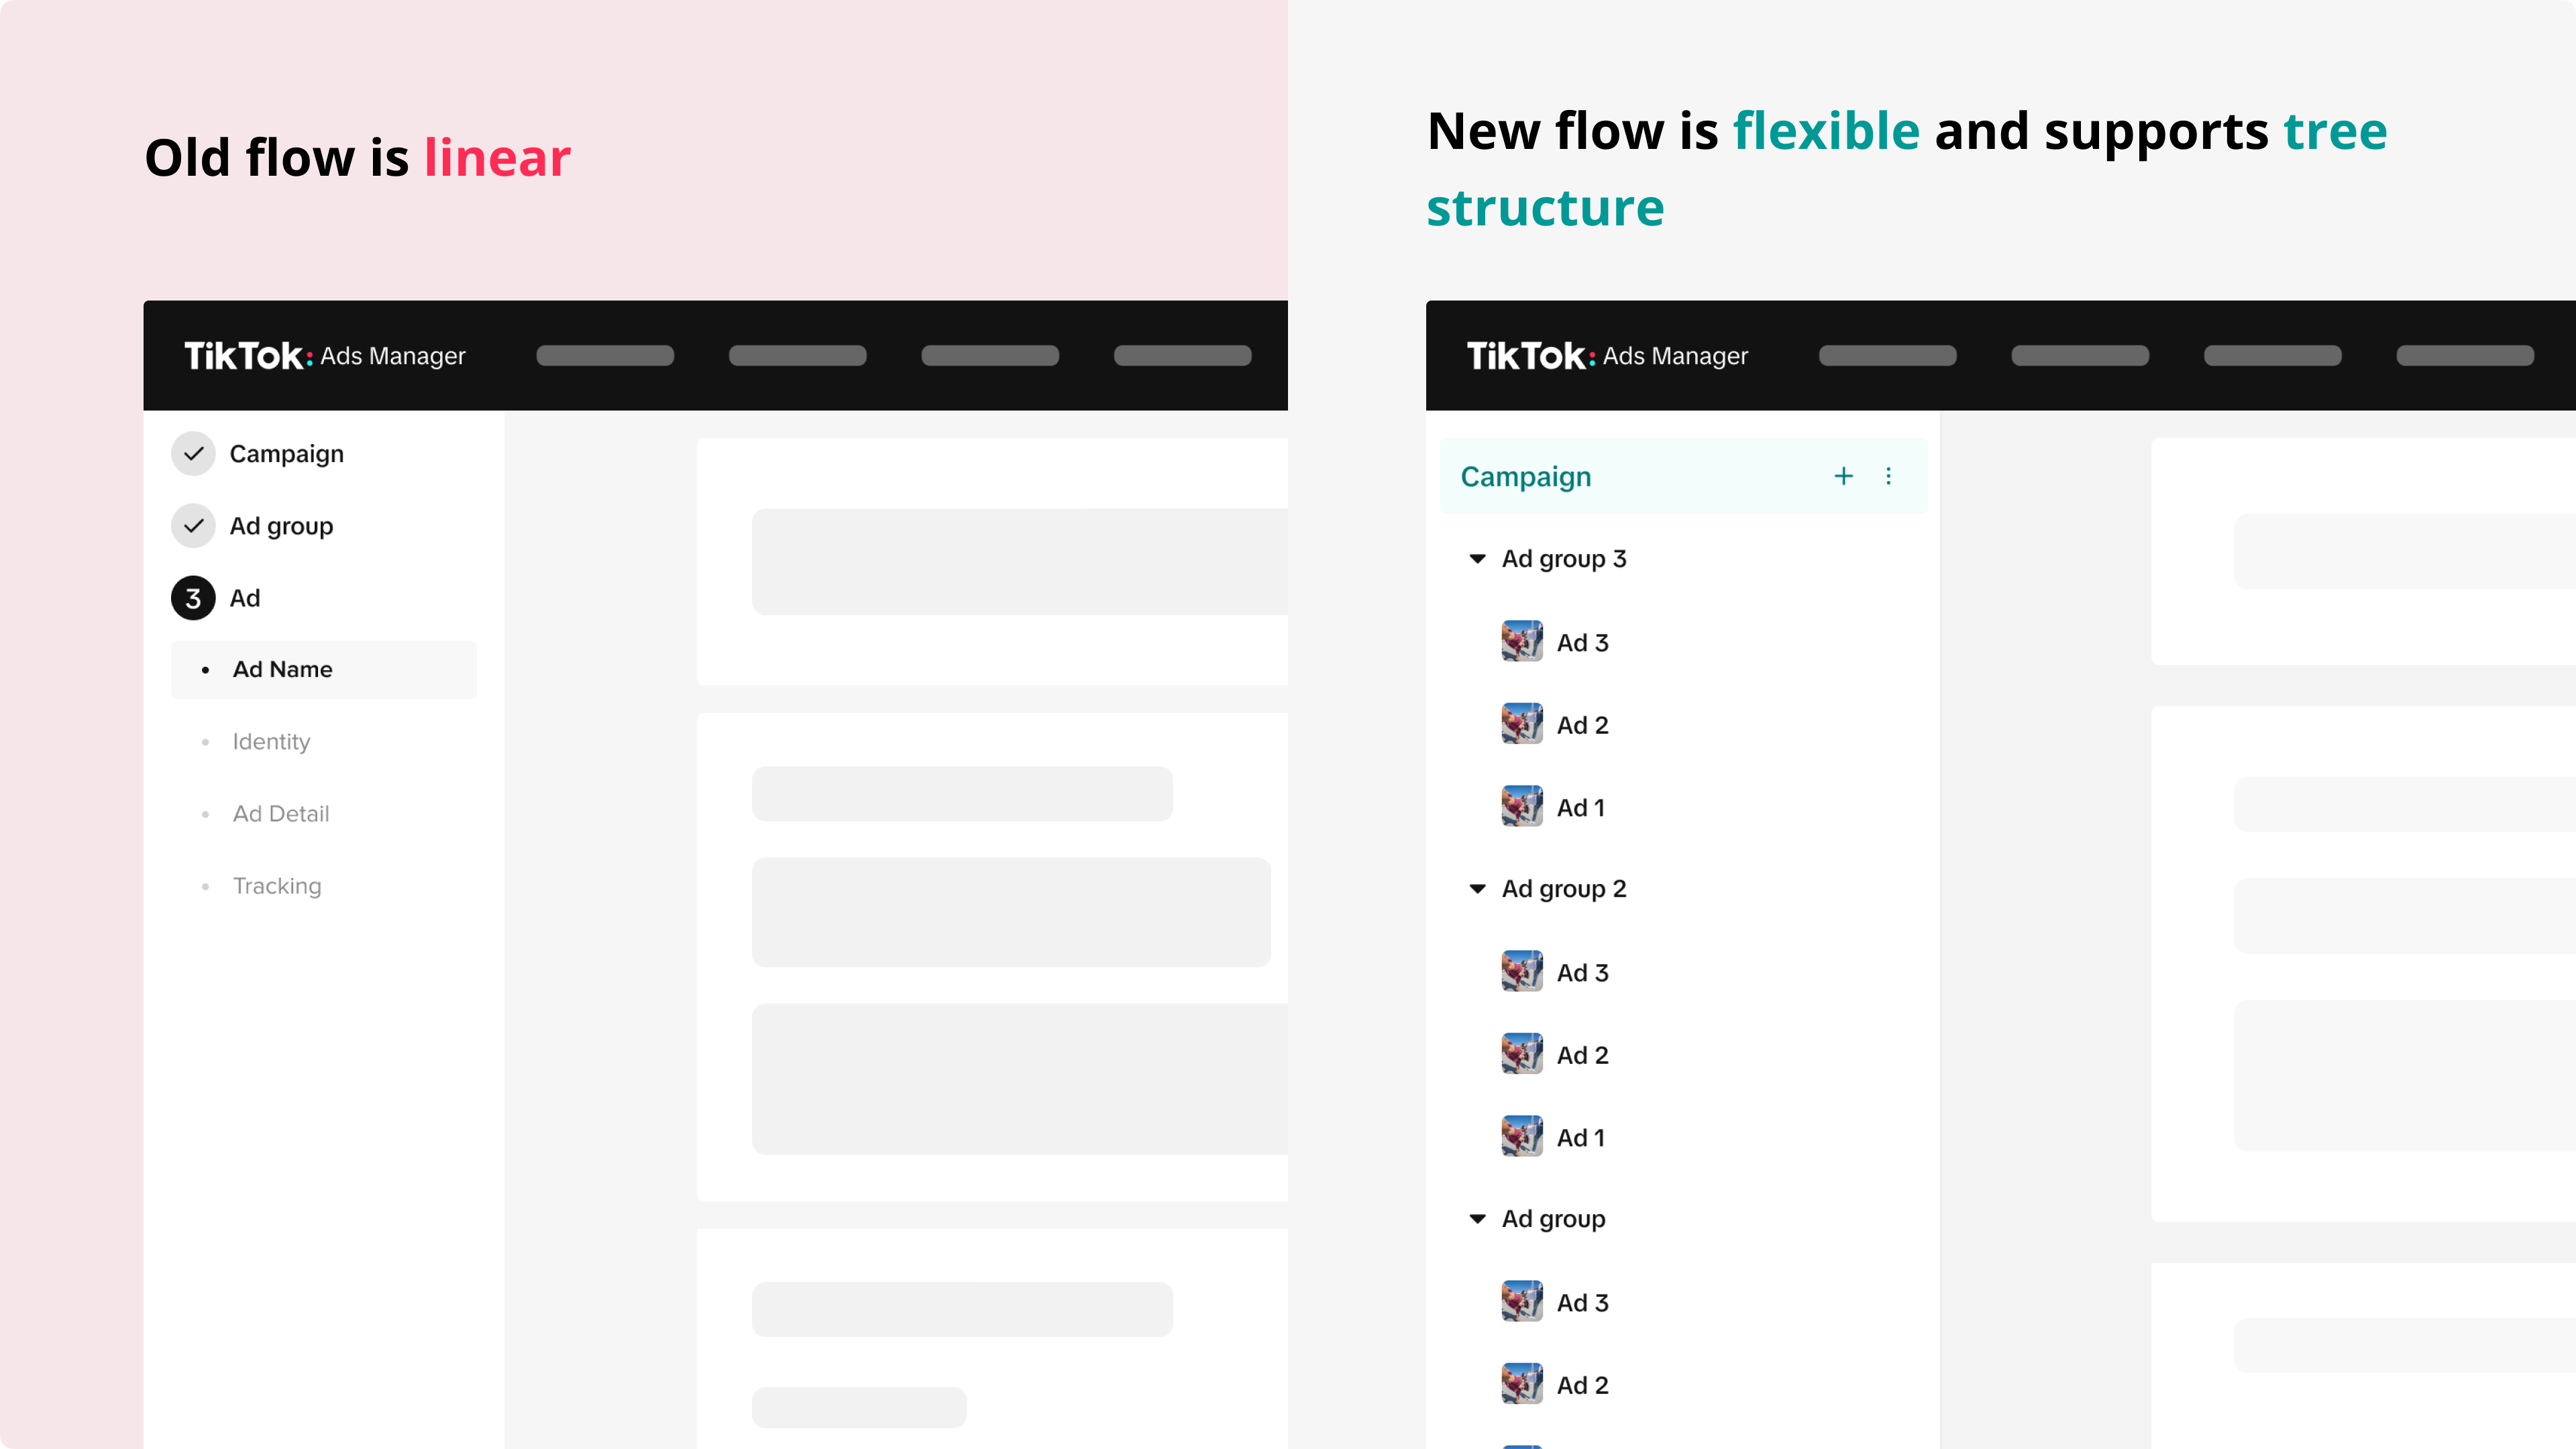 Old flow is linear
TikTok: Ads Manager
Campaign
Ad group
3 Ad
• Ad Name
• Identity
• Ad Detail
• Tracking
New flow is flexible and supports tree
structure
TikTok: Ads Manager
Campaign
Ad group 3
Ad 3
Ad 2
Ad 1
Ad group 2
Ad 3
Ad 2
Ad 1
Ad group
Ad 3
Ad 2